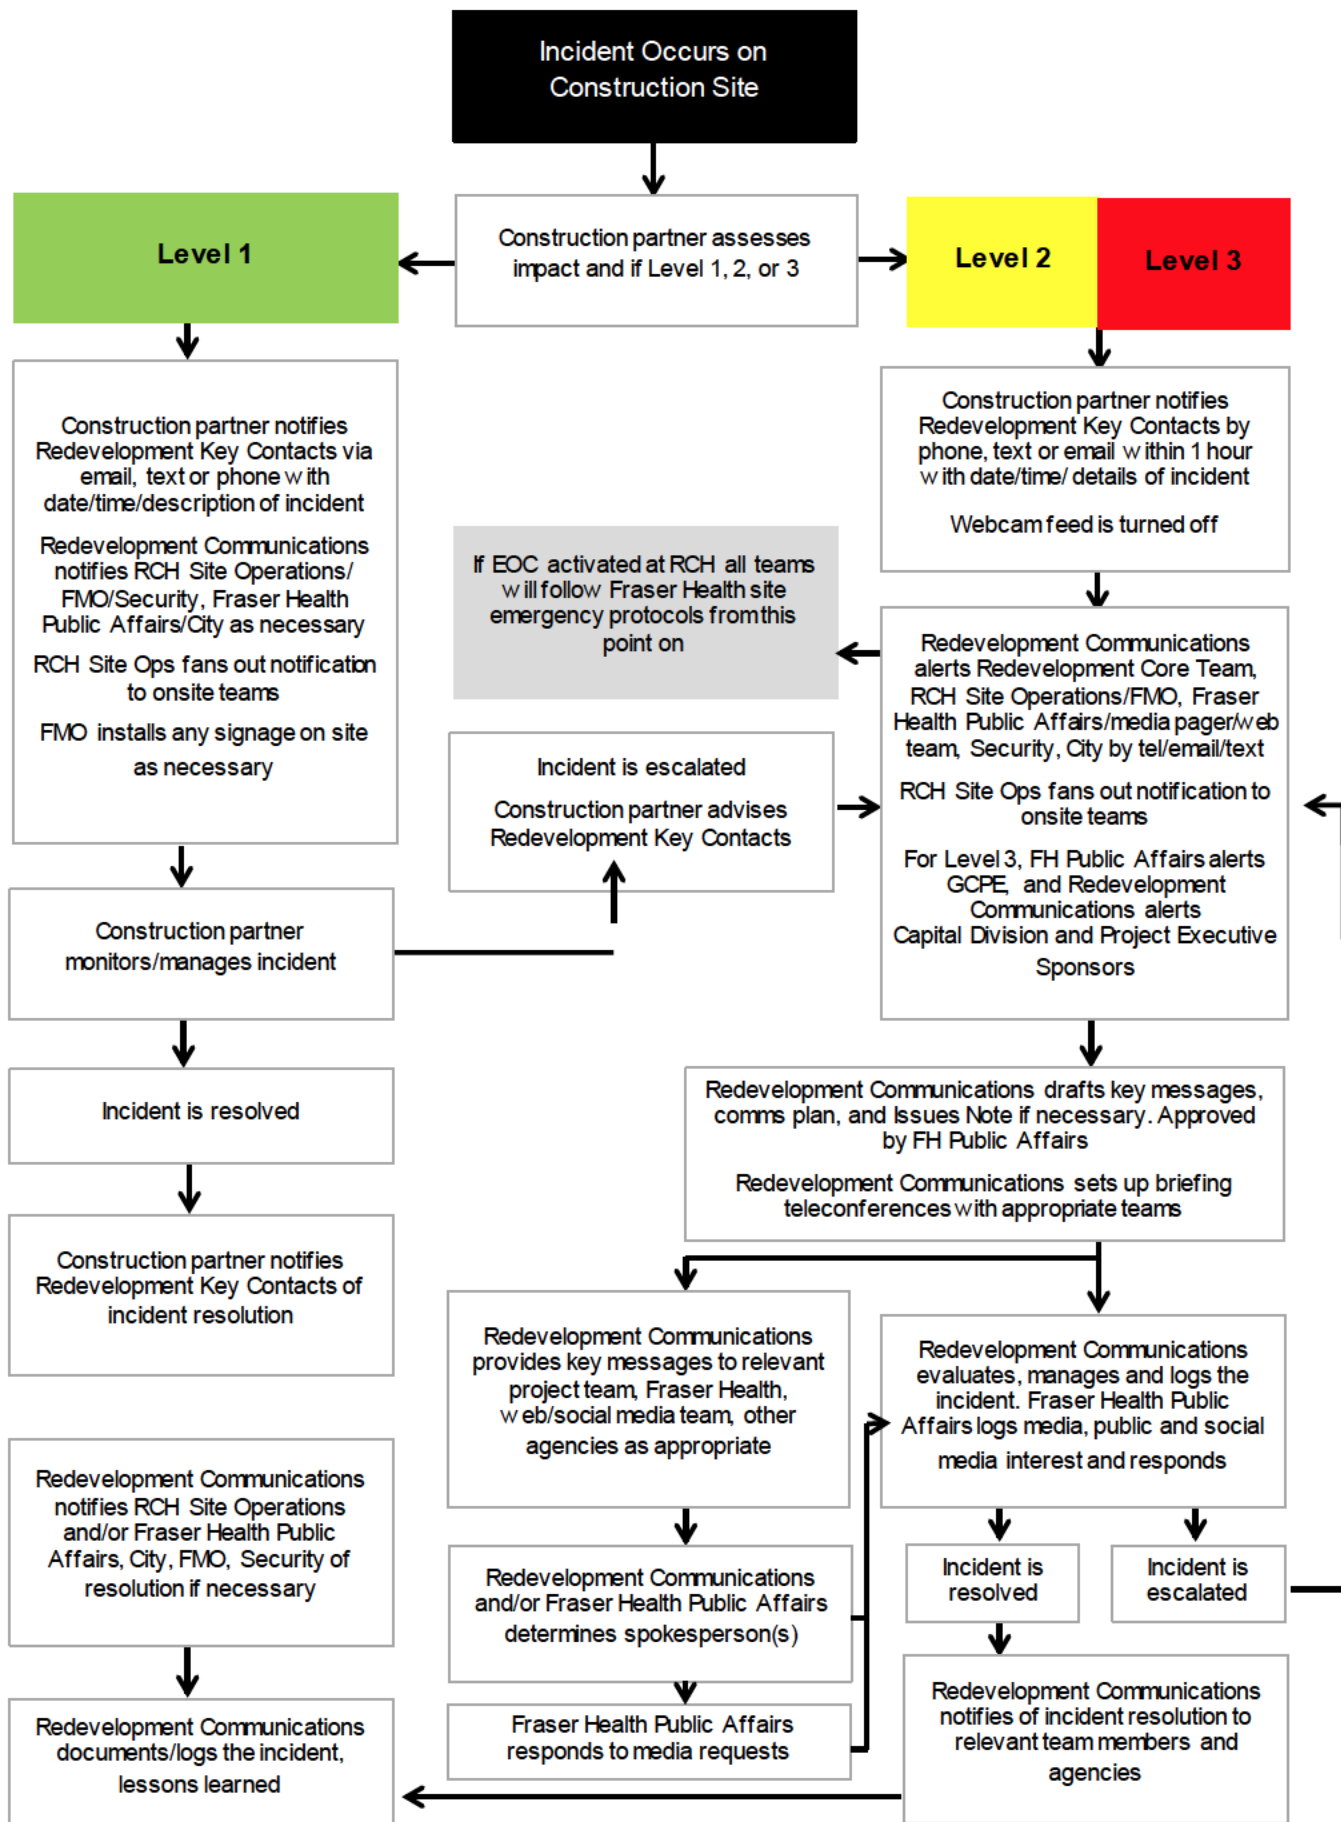 Incident Occurs on
Construction Site
Level 1
Construction partner assesses
impact and if Level 1, 2, or 3
Level 2
Level 3
Construction partner notifies
Redevelopment Key Contacts via
email, text or phone with
date/time/description of incident
Redevelopment Communications
notifies RCH Site Operations/
FMO/Security, Fraser Health
Public Affairs/City as necessary
RCH Site Ops fans out notification
to onsite teams
FMO installs any signage on site
as necessary
Construction partner notifies
Redevelopment Key Contacts by
phone, text or email within 1 hour
with date/time/ details of incident
Webcam feed is turned off
If EOC activated at RCH all teams
will follow Fraser Health site
emergency protocols from this
point on
Redevelopment Communications
alerts Redevelopment Core Team,
RCH Site Operations/FMO, Fraser
Health Public Affairs/media pager/web
team, Security, City by tel/email/text
RCH Site Ops fans out notification to
onsite teams
For Level 3, FH Public Affairs alerts
GCPE, and Redevelopment
Communications alerts
Capital Division and Project Executive
Sponsors
Incident is escalated
Construction partner advises
Redevelopment Key Contacts
Construction partner
monitors/manages incident
Incident is resolved
Redevelopment Communications drafts key messages,
comms plan, and Issues Note if necessary. Approved
by FH Public Affairs
Redevelopment Communications sets up briefing
teleconferences with appropriate teams
Construction partner notifies
Redevelopment Key Contacts of
incident resolution
Redevelopment Communications
provides key messages to relevant
project team, Fraser Health,
web/social media team, other
agencies as appropriate
Redevelopment Communications
evaluates, manages and logs the
incident. Fraser Health Public
Affairs logs media, public and social
media interest and responds
Redevelopment Communications
notifies RCH Site Operations
and/or Fraser Health Public
Affairs, City, FMO, Security of
resolution if necessary
Redevelopment Communications
and/or Fraser Health Public Affairs
determines spokesperson(s)
Incident is
resolved
Incident is
escalated
Redevelopment Communications
documents/logs the incident,
lessons learned
Fraser Health Public Affairs
responds to media requests
Redevelopment Communications
notifies of incident resolution to
relevant team members and
agencies